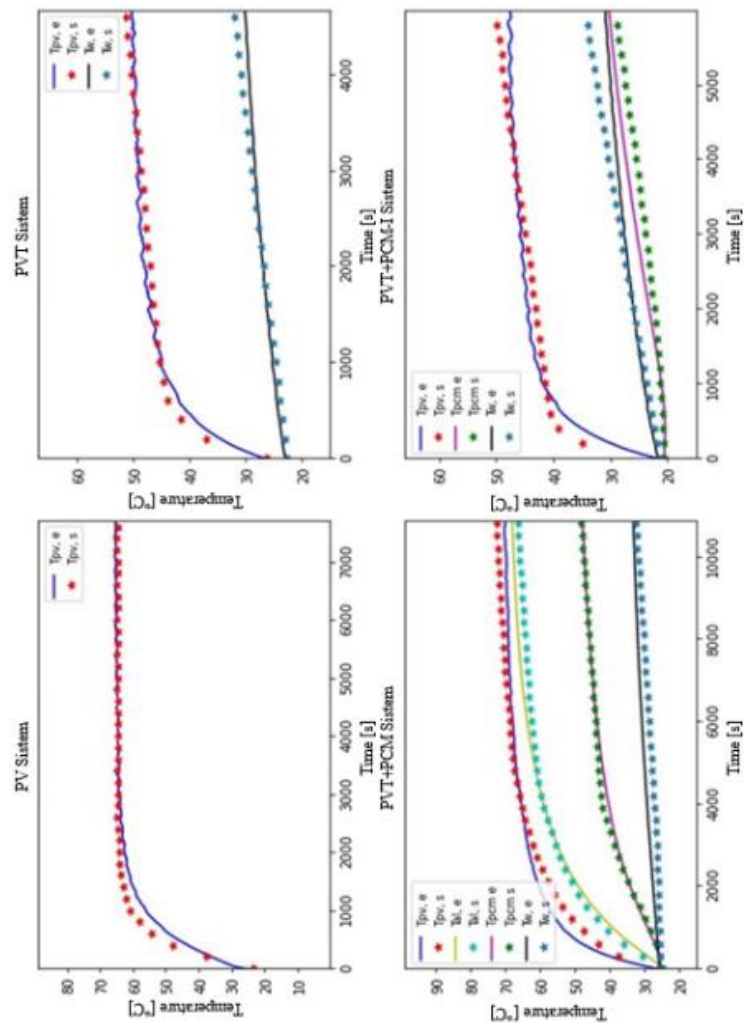 PV Sistem
Temperature [°C]
90
80
70
60
50
40
30
20
10
Tpv, e
Tpv, s
0
1000
2000
3000
4000
5000
6000
7000
Time [s]
PVT Sistem
Temperature [°C]
60
50
40
30
20
Tpv, e
Tpv, s
Tw, e
Tw, s
0
1000
2000
3000
4000
Time [s]
PVT+PCM Sistem
Temperature [°C]
90
80
70
60
50
40
30
20
Tpv, e
Tpv, s
Tal, e
Tal, s
Tpcm e
Tpcm s
Tw, e
Tw, s
0
2000
4000
6000
8000
10000
Time [s]
PVT+PCM-I Sistem
Temperature [°C]
60
50
40
30
20
Tpv, e
Tpv, s
Tpcm e
Tpcm s
Tw, e
Tw, s
0
1000
2000
3000
4000
5000
Time [s]